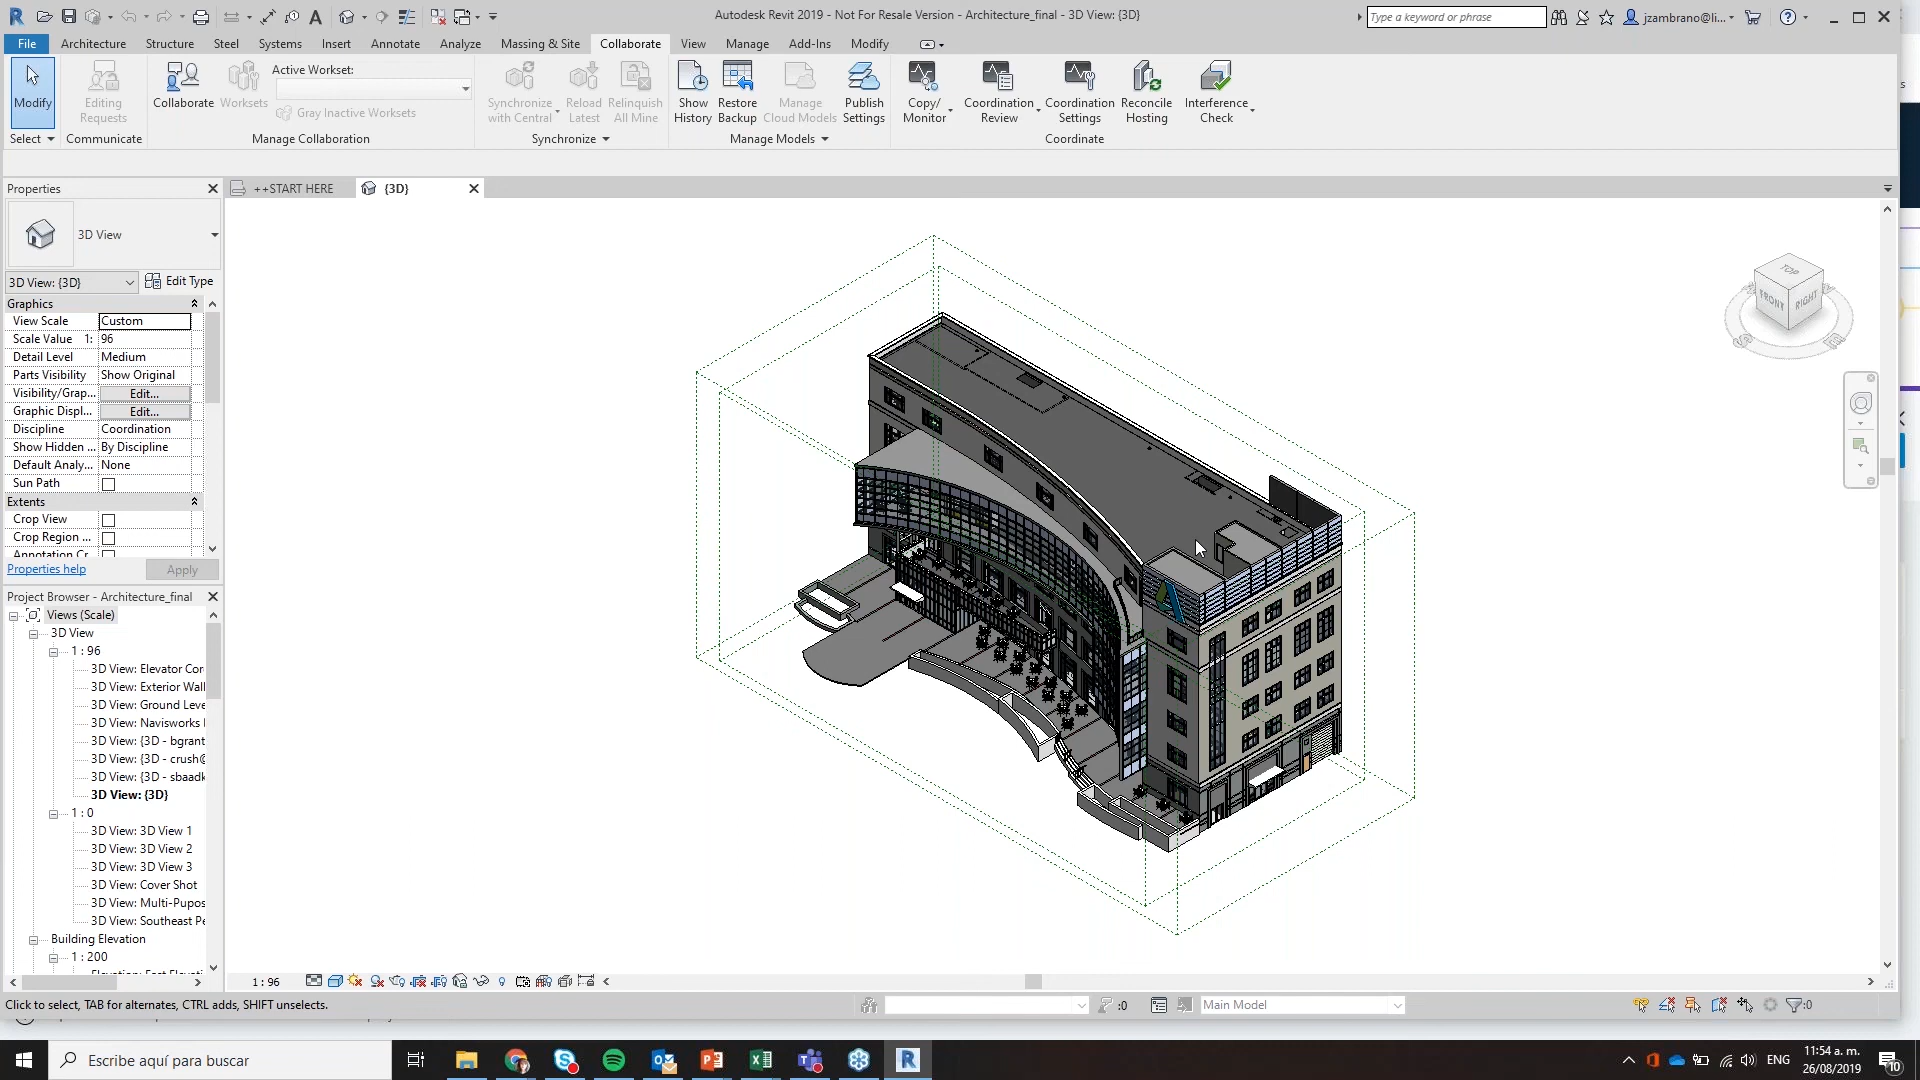 Autodesk Revit 2019 - Not For Resale Version - Architecture_final - 3D View: {3D}
Type a keyword or phrase
jzambrano@li...
File Architecture Structure Steel Systems Insert Annotate Analyze Massing & Site Collaborate View Manage Add-Ins Modify
Modify
Select
Editing
Requests
Communicate
Collaborate
Worksets
Active Workset:
Gray Inactive Worksets
Manage Collaboration
Synchronize
with Central
Reload
Latest
Relinquish
All Mine
Synchronize
Show
History
Restore
Backup
Manage
Cloud Models
Publish
Settings
Manage Models
Copy/
Monitor
Coordination
Review
Coordination
Settings
Reconcile
Hosting
Interference
Check
Coordinate
Properties
++START HERE
{3D}
3D View
3D View: {3D}
Edit Type
Graphics
View Scale Custom
Scale Value 1: 96
Detail Level Medium
Parts Visibility Show Original
Visibility/Grap... Edit...
Graphic Displ... Edit...
Discipline Coordination
Show Hidden ... By Discipline
Default Analy... None
Sun Path
Extents
Crop View
Crop Region ...
Annotation Cr
Properties help
Apply
Project Browser - Architecture_final
Views (Scale)
3D View
1 : 96
3D View: Elevator Cor
3D View: Exterior Wall
3D View: Ground Leve
3D View: Navisworks
3D View: {3D - bgrant
3D View: {3D - crush@
3D View: {3D - sbaadk
3D View: {3D}
1 : 0
3D View: 3D View 1
3D View: 3D View 2
3D View: 3D View 3
3D View: Cover Shot
3D View: Multi-Pupos
3D View: Southeast Pe
Building Elevation
1 : 200
TOP
FRONT
RIGHT
S
E
1 : 96
Click to select, TAB for alternates, CTRL adds, SHIFT unselects.
:0
Main Model
:0
Escribe aquí para buscar
ENG
11:54 a. m.
26/08/2019
10